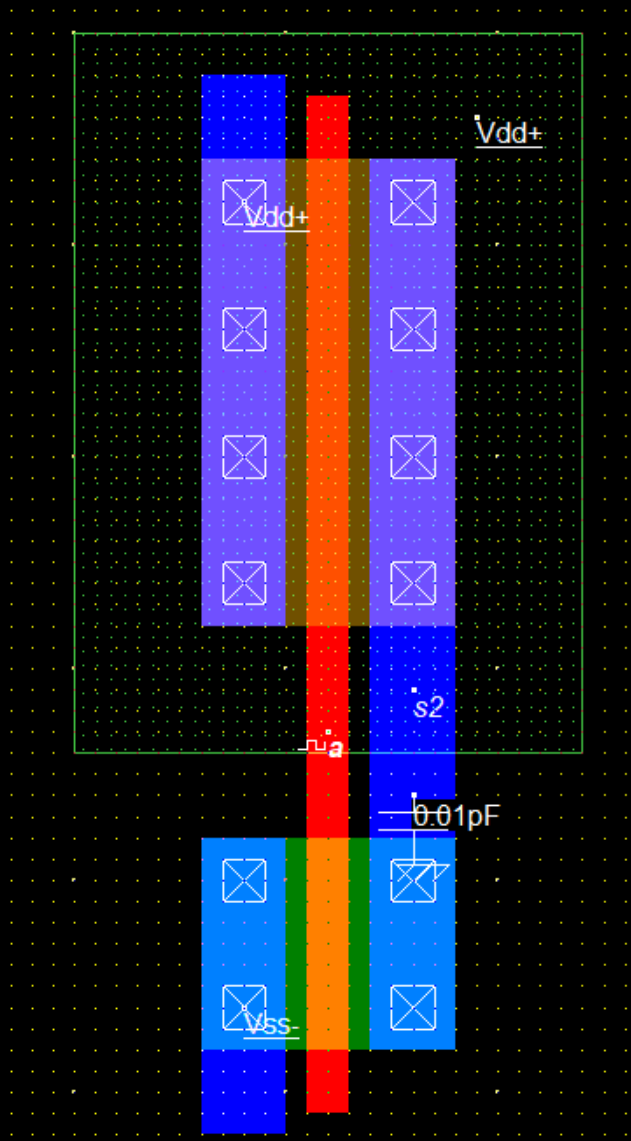 Vdd+
Vdd+
s2
a
0.01pF
Vss-